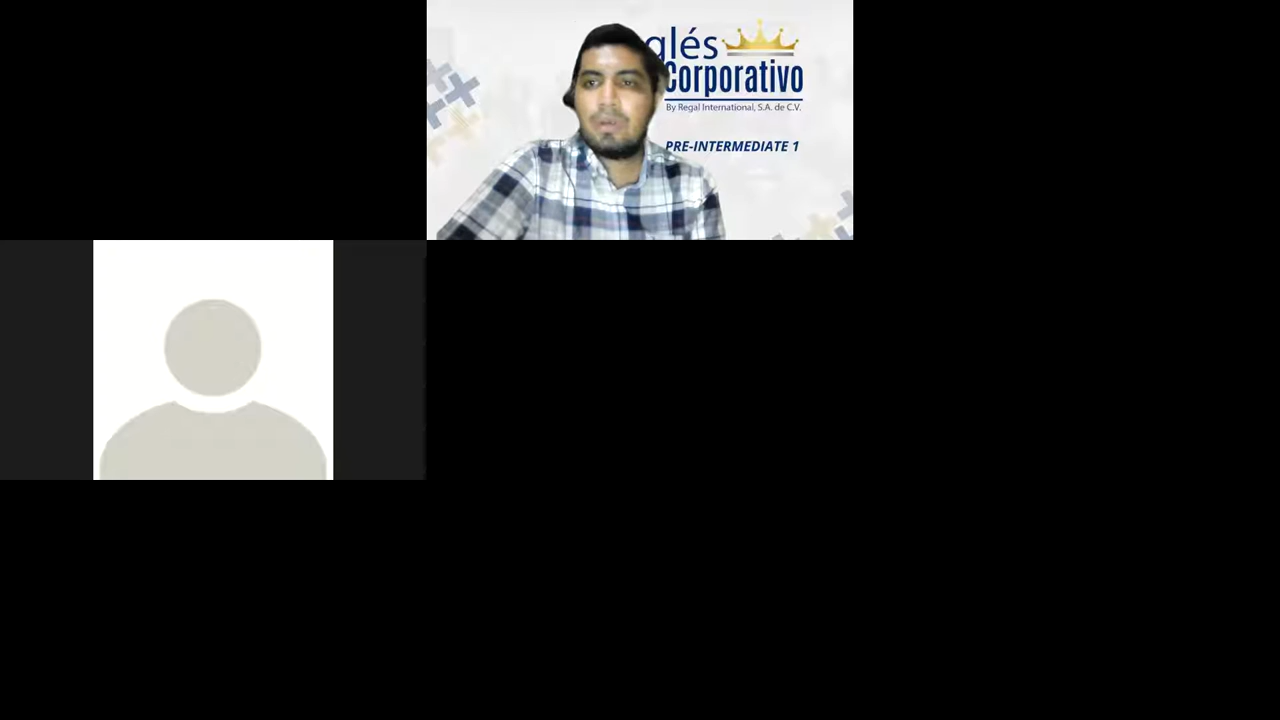 glés
Corporativo
By Regal International, S.A. de C.V.
PRE-INTERMEDIATE 1